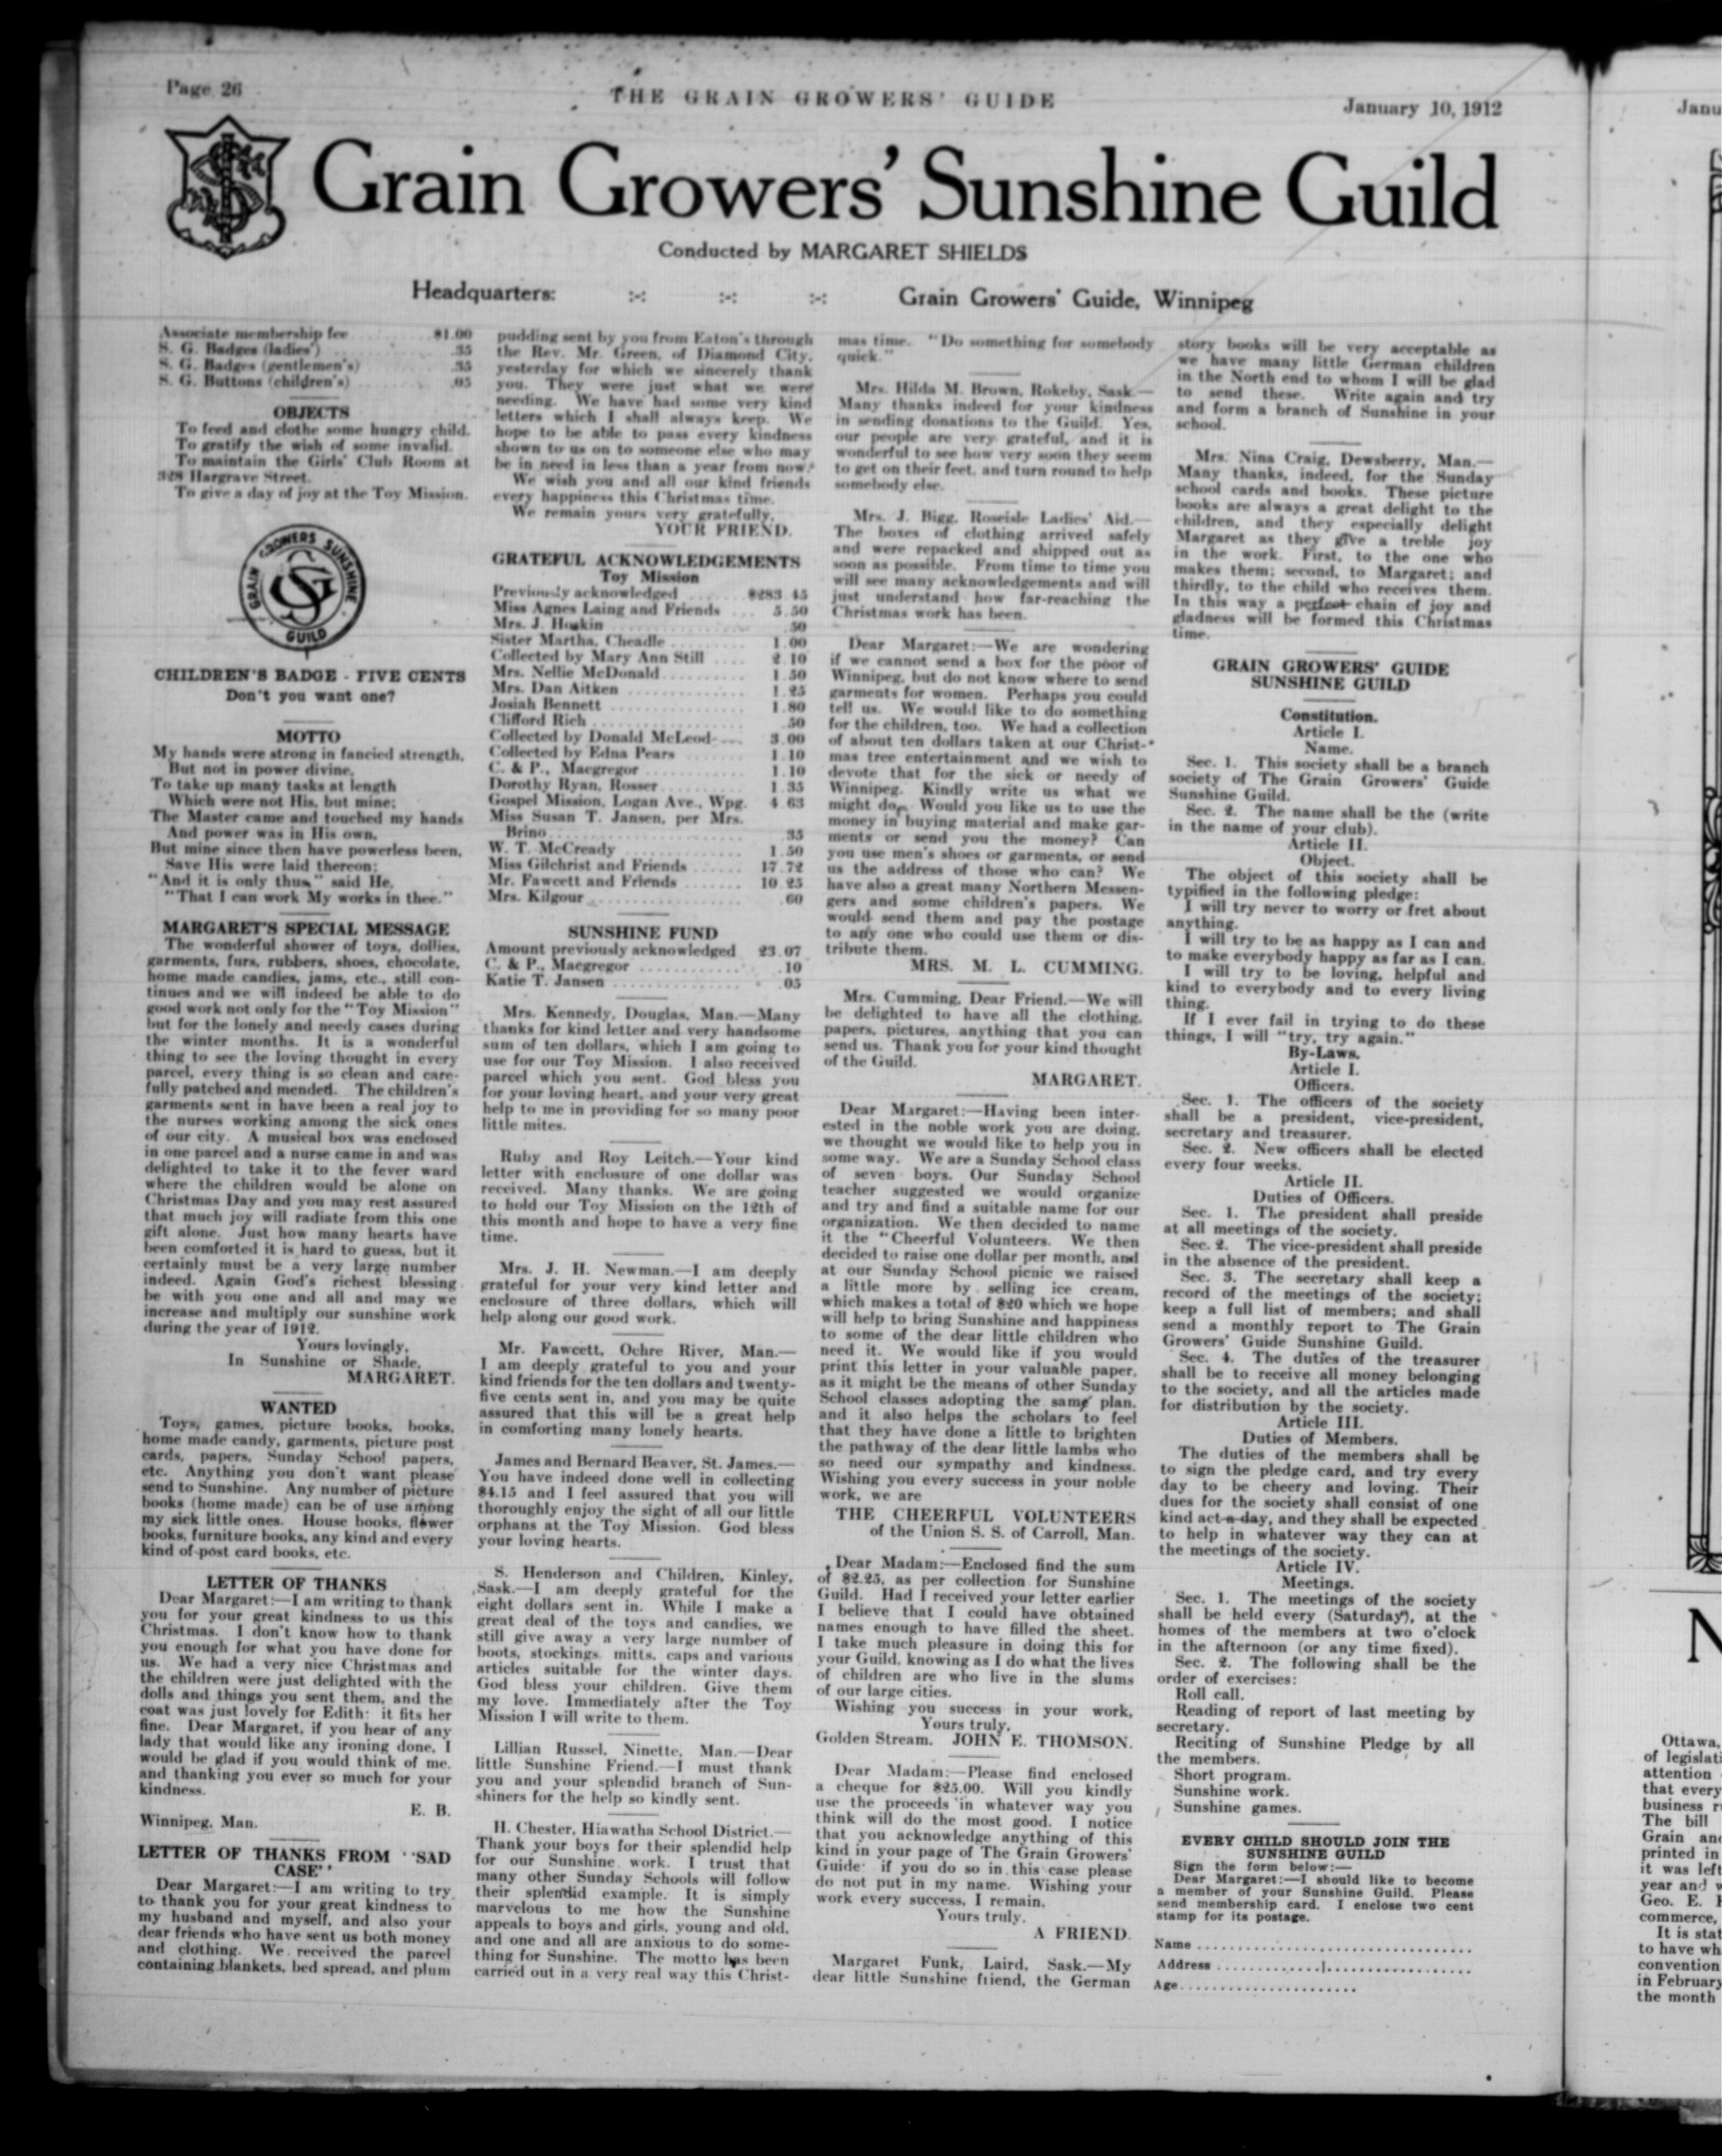 Page 26
THE GRAIN GROWERS' GUIDE
January 10, 1912
Grain Growers' Sunshine Guild
Conducted by MARGARET SHIELDS
Headquarters: :-: :-: :-: Grain Growers' Guide, Winnipeg
Associate membership fee ........ $1.00
S. G. Badges (ladies') .35
S. G. Badges (gentlemen's) .35
S. G. Buttons (children's) .05
OBJECTS
To feed and clothe some hungry child.
To gratify the wish of some invalid.
To maintain the Girls' Club Room at
328 Hargrave Street.
To give a day of joy at the Toy Mission.
GRAIN GROWERS SUNSHINE
GUILD
CHILDREN'S BADGE - FIVE CENTS
Don't you want one?
MOTTO
My hands were strong in fancied strength,
But not in power divine,
To take up many tasks at length
Which were not His, but mine;
The Master came and touched my hands
And power was in His own,
But mine since then have powerless been,
Save His were laid thereon;
"And it is only thus," said He,
"That I can work My works in thee."
MARGARET'S SPECIAL MESSAGE
The wonderful shower of toys, dollies,
garments, furs, rubbers, shoes, chocolate,
home made candies, jams, etc., still con-
tinues and we will indeed be able to do
good work not only for the "Toy Mission"
but for the lonely and needy cases during
the winter months. It is a wonderful
thing to see the loving thought in every
parcel, every thing is so clean and care-
fully patched and mended. The children's
garments sent in have been a real joy to
the nurses working among the sick ones
of our city. A musical box was enclosed
in one parcel and a nurse came in and was
delighted to take it to the fever ward
where the children would be alone on
Christmas Day and you may rest assured
that much joy will radiate from this one
gift alone. Just how many hearts have
been comforted it is hard to guess, but it
certainly must be a very large number
indeed. Again God's richest blessing
be with you one and all and may we
increase and multiply our sunshine work
during the year of 1912.
Yours lovingly,
In Sunshine or Shade,
MARGARET.
WANTED
Toys, games, picture books, books,
home made candy, garments, picture post
cards, papers, Sunday School papers,
etc. Anything you don't want please
send to Sunshine. Any number of picture
books (home made) can be of use among
my sick little ones. House books, flower
books, furniture books, any kind and every
kind of post card books, etc.
LETTER OF THANKS
Dear Margaret:—I am writing to thank
you for your great kindness to us this
Christmas. I don't know how to thank
you enough for what you have done for
us. We had a very nice Christmas and
the children were just delighted with the
dolls and things you sent them, and the
coat was just lovely for Edith: it fits her
fine. Dear Margaret, if you hear of any
lady that would like any ironing done, I
would be glad if you would think of me,
and thanking you ever so much for your
kindness.
E. B.
Winnipeg, Man.
LETTER OF THANKS FROM "SAD
CASE"
Dear Margaret:—I am writing to try
to thank you for your great kindness to
my husband and myself, and also your
dear friends who have sent us both money
and clothing. We received the parcel
containing blankets, bed spread, and plum
pudding sent by you from Eaton's through
the Rev. Mr. Green, of Diamond City,
yesterday for which we sincerely thank
you. They were just what we were
needing. We have had some very kind
letters which I shall always keep. We
hope to be able to pass every kindness
shown to us on to someone else who may
be in need in less than a year from now.
We wish you and all our kind friends
every happiness this Christmas time.
We remain yours very gratefully,
YOUR FRIEND.
GRATEFUL ACKNOWLEDGEMENTS
Toy Mission
Previously acknowledged ..... $283.45
Miss Agnes Laing and Friends ... 5.50
Mrs. J. Hoskin ............ .50
Sister Martha, Cheadle ......... 1.00
Collected by Mary Ann Still .... 2.10
Mrs. Nellie McDonald ......... 1.50
Mrs. Dan Aitken ............. 1.25
Josiah Bennett ............... 1.80
Clifford Rich ................ .50
Collected by Donald McLeod .... 3.00
Collected by Edna Pears ....... 1.10
C. & P., Macgregor ........... 1.10
Dorothy Ryan, Rosser ......... 1.35
Gospel Mission, Logan Ave., Wpg. 4.63
Miss Susan T. Jansen, per Mrs.
Brino .................... .35
W. T. McCready ............. 1.50
Miss Gilchrist and Friends ...... 17.72
Mr. Fawcett and Friends ....... 10.25
Mrs. Kilgour ................ .60
SUNSHINE FUND
Amount previously acknowledged 23.07
C. & P., Macgregor ........... .10
Katie T. Jansen .............. .05
Mrs. Kennedy, Douglas, Man.—Many
thanks for kind letter and very handsome
sum of ten dollars, which I am going to
use for our Toy Mission. I also received
parcel which you sent. God bless you
for your loving heart, and your very great
help to me in providing for so many poor
little mites.
Ruby and Roy Leitch.—Your kind
letter with enclosure of one dollar was
received. Many thanks. We are going
to hold our Toy Mission on the 12th of
this month and hope to have a very fine
time.
Mrs. J. H. Newman.—I am deeply
grateful for your very kind letter and
enclosure of three dollars, which will
help along our good work.
Mr. Fawcett, Ochre River, Man.—
I am deeply grateful to you and your
kind friends for the ten dollars and twenty-
five cents sent in, and you may be quite
assured that this will be a great help
in comforting many lonely hearts.
James and Bernard Beaver, St. James.—
You have indeed done well in collecting
$4.15 and I feel assured that you will
thoroughly enjoy the sight of all our little
orphans at the Toy Mission. God bless
your loving hearts.
S. Henderson and Children, Kinley,
Sask.—I am deeply grateful for the
eight dollars sent in. While I make a
great deal of the toys and candies, we
still give away a very large number of
boots, stockings, mitts, caps and various
articles suitable for the winter days.
God bless your children. Give them
my love. Immediately after the Toy
Mission I will write to them.
Lillian Russel, Ninette, Man.—Dear
little Sunshine Friend.—I must thank
you and your splendid branch of Sun-
shiners for the help so kindly sent.
H. Chester, Hiawatha School District.—
Thank your boys for their splendid help
for our Sunshine work. I trust that
many other Sunday Schools will follow
their splendid example. It is simply
marvelous to me how the Sunshine
appeals to boys and girls, young and old,
and one and all are anxious to do some-
thing for Sunshine. The motto has been
carried out in a very real way this Christ-
mas time. "Do something for somebody
quick."
Mrs. Hilda M. Brown, Rokeby, Sask.—
Many thanks indeed for your kindness
in sending donations to the Guild. Yes,
our people are very grateful, and it is
wonderful to see how very soon they seem
to get on their feet, and turn round to help
somebody else.
Mrs. J. Bigg, Roseisle Ladies' Aid.—
The boxes of clothing arrived safely
and were repacked and shipped out as
soon as possible. From time to time you
will see many acknowledgements and will
just understand how far-reaching the
Christmas work has been.
Dear Margaret:—We are wondering
if we cannot send a box for the poor of
Winnipeg, but do not know where to send
garments for women. Perhaps you could
tell us. We would like to do something
for the children, too. We had a collection
of about ten dollars taken at our Christ-
mas tree entertainment and we wish to
devote that for the sick or needy of
Winnipeg. Kindly write us what we
might do. Would you like us to use the
money in buying material and make gar-
ments or send you the money? Can
you use men's shoes or garments, or send
us the address of those who can? We
have also a great many Northern Messen-
gers and some children's papers. We
would send them and pay the postage
to any one who could use them or dis-
tribute them.
MRS. M. L. CUMMING.
Mrs. Cumming, Dear Friend.—We will
be delighted to have all the clothing,
papers, pictures, anything that you can
send us. Thank you for your kind thought
of the Guild.
MARGARET.
Dear Margaret:—Having been inter-
ested in the noble work you are doing,
we thought we would like to help you in
some way. We are a Sunday School class
of seven boys. Our Sunday School
teacher suggested we would organize
and try and find a suitable name for our
organization. We then decided to name
it the "Cheerful Volunteers. We then
decided to raise one dollar per month, and
at our Sunday School picnic we raised
a little more by selling ice cream,
which makes a total of $20 which we hope
will help to bring Sunshine and happiness
to some of the dear little children who
need it. We would like if you would
print this letter in your valuable paper,
as it might be the means of other Sunday
School classes adopting the same plan,
and it also helps the scholars to feel
that they have done a little to brighten
the pathway of the dear little lambs who
so need our sympathy and kindness.
Wishing you every success in your noble
work, we are
THE CHEERFUL VOLUNTEERS
of the Union S. S. of Carroll, Man.
Dear Madam:—Enclosed find the sum
of $2.25, as per collection for Sunshine
Guild. Had I received your letter earlier
I believe that I could have obtained
names enough to have filled the sheet.
I take much pleasure in doing this for
your Guild, knowing as I do what the lives
of children are who live in the slums
of our large cities.
Wishing you success in your work,
Yours truly,
Golden Stream. JOHN E. THOMSON.
Dear Madam:—Please find enclosed
a cheque for $25.00. Will you kindly
use the proceeds in whatever way you
think will do the most good. I notice
that you acknowledge anything of this
kind in your page of The Grain Growers'
Guide: if you do so in this case please
do not put in my name. Wishing your
work every success, I remain,
Yours truly,
A FRIEND.
Margaret Funk, Laird, Sask.—My
dear little Sunshine friend, the German
story books will be very acceptable as
we have many little German children
in the North end to whom I will be glad
to send these. Write again and try
and form a branch of Sunshine in your
school.
Mrs. Nina Craig, Dewsberry, Man.—
Many thanks, indeed, for the Sunday
school cards and books. These picture
books are always a great delight to the
children, and they especially delight
Margaret as they give a treble joy
in the work. First, to the one who
makes them; second, to Margaret; and
thirdly, to the child who receives them.
In this way a perfect chain of joy and
gladness will be formed this Christmas
time.
GRAIN GROWERS' GUIDE
SUNSHINE GUILD
Constitution.
Article I.
Name.
Sec. 1. This society shall be a branch
society of The Grain Growers' Guide
Sunshine Guild.
Sec. 2. The name shall be the (write
in the name of your club).
Article II.
Object.
The object of this society shall be
typified in the following pledge:
I will try never to worry or fret about
anything.
I will try to be as happy as I can and
to make everybody happy as far as I can.
I will try to be loving, helpful and
kind to everybody and to every living
thing.
If I ever fail in trying to do these
things, I will "try, try again."
By-Laws.
Article I.
Officers.
Sec. 1. The officers of the society
shall be a president, vice-president,
secretary and treasurer.
Sec. 2. New officers shall be elected
every four weeks.
Article II.
Duties of Officers.
Sec. 1. The president shall preside
at all meetings of the society.
Sec. 2. The vice-president shall preside
in the absence of the president.
Sec. 3. The secretary shall keep a
record of the meetings of the society;
keep a full list of members; and shall
send a monthly report to The Grain
Growers' Guide Sunshine Guild.
Sec. 4. The duties of the treasurer
shall be to receive all money belonging
to the society, and all the articles made
for distribution by the society.
Article III.
Duties of Members.
The duties of the members shall be
to sign the pledge card, and try every
day to be cheery and loving. Their
dues for the society shall consist of one
kind act-a-day, and they shall be expected
to help in whatever way they can at
the meetings of the society.
Article IV.
Meetings.
Sec. 1. The meetings of the society
shall be held every (Saturday), at the
homes of the members at two o'clock
in the afternoon (or any time fixed).
Sec. 2. The following shall be the
order of exercises:
Roll call.
Reading of report of last meeting by
secretary.
Reciting of Sunshine Pledge by all
the members.
Short program.
Sunshine work.
Sunshine games.
EVERY CHILD SHOULD JOIN THE
SUNSHINE GUILD
Sign the form below:—
Dear Margaret:—I should like to become
a member of your Sunshine Guild. Please
send membership card. I enclose two cent
stamp for its postage.
Name ..................................
Address ...............................
Age......................
Janu
N
Ottawa,
of legislati
attention
that every
business r
The bill
Grain and
printed in
it was left
year and w
Geo. E. F
commerce,
It is stat
to have wh
convention
in February
the month